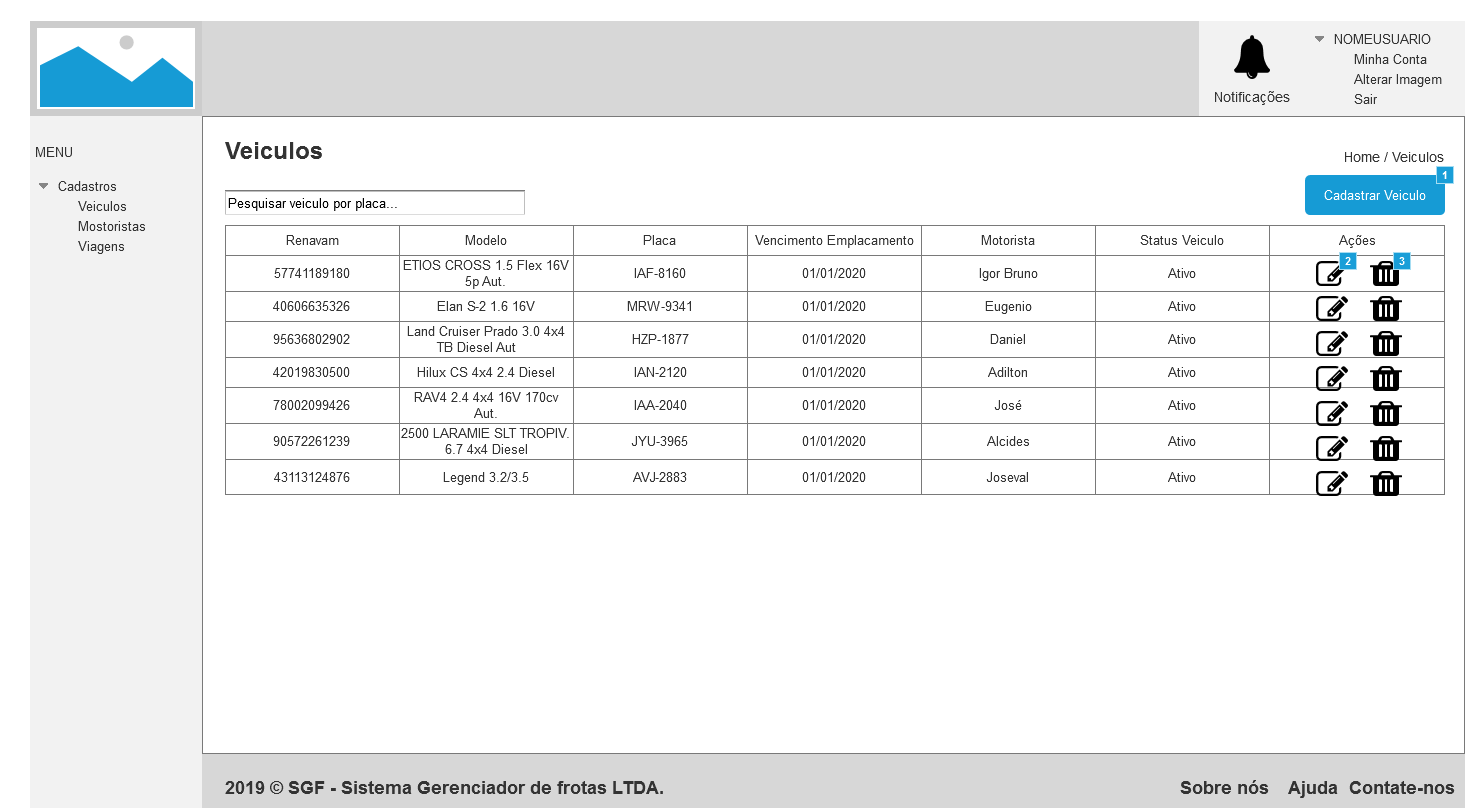 NOMEUSUARIO
Minha Conta
Alterar Imagem
Sair
Notificações
MENU
Cadastros
Veiculos
Mostoristas
Viagens
Veiculos
Home / Veiculos
1
Cadastrar Veiculo
Pesquisar veiculo por placa...
Renavam Modelo Placa Vencimento Emplacamento Motorista Status Veiculo Ações
2 3
57741189180 ETIOS CROSS 1.5 Flex 16V 5p Aut. IAF-8160 01/01/2020 Igor Bruno Ativo
40606635326 Elan S-2 1.6 16V MRW-9341 01/01/2020 Eugenio Ativo
95636802902 Land Cruiser Prado 3.0 4x4 TB Diesel Aut HZP-1877 01/01/2020 Daniel Ativo
42019830500 Hilux CS 4x4 2.4 Diesel IAN-2120 01/01/2020 Adilton Ativo
78002099426 RAV4 2.4 4x4 16V 170cv Aut. IAA-2040 01/01/2020 José Ativo
90572261239 2500 LARAMIE SLT TROPIV. 6.7 4x4 Diesel JYU-3965 01/01/2020 Alcides Ativo
43113124876 Legend 3.2/3.5 AVJ-2883 01/01/2020 Joseval Ativo
2019 © SGF - Sistema Gerenciador de frotas LTDA.
Sobre nós Ajuda Contate-nos